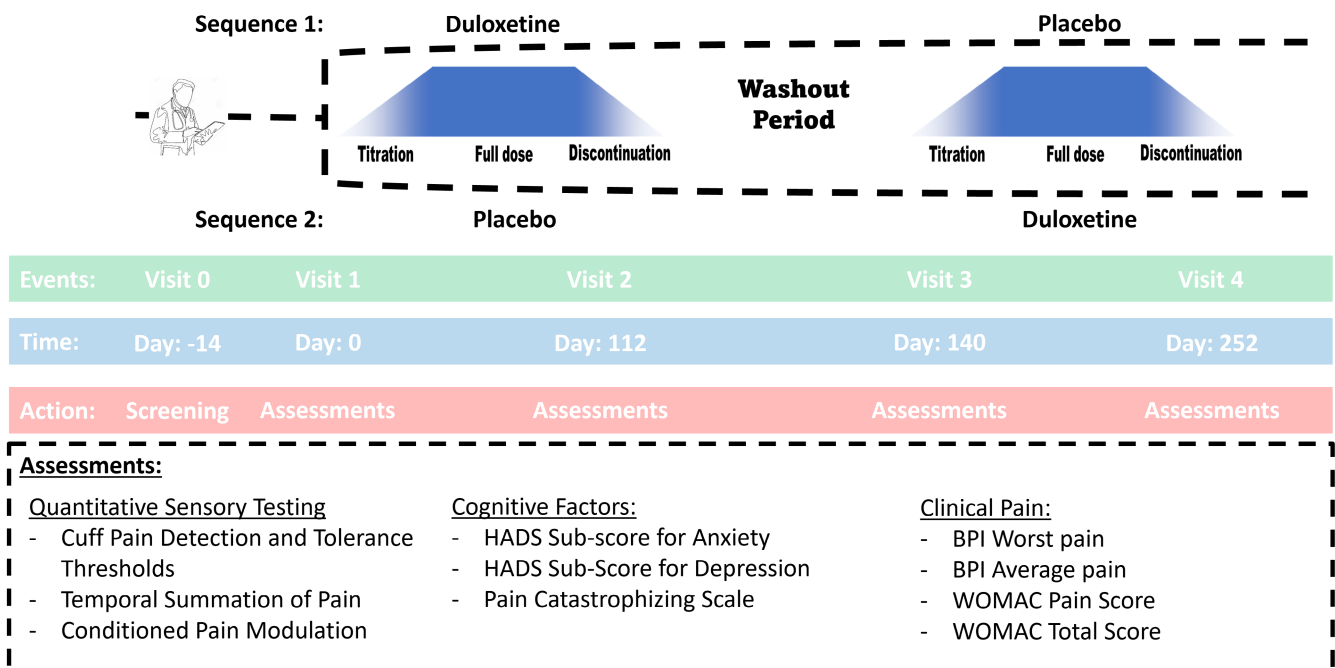 Sequence 1: Duloxetine Placebo
Washout
Period
Titration Full dose Discontinuation Titration Full dose Discontinuation
Sequence 2: Placebo Duloxetine
Events: Visit 0 Visit 1 Visit 2 Visit 3 Visit 4
Time: Day: -14 Day: 0 Day: 112 Day: 140 Day: 252
Action: Screening Assessments Assessments Assessments Assessments
Assessments:
Quantitative Sensory Testing
- Cuff Pain Detection and Tolerance
Thresholds
- Temporal Summation of Pain
- Conditioned Pain Modulation
Cognitive Factors:
- HADS Sub-score for Anxiety
- HADS Sub-Score for Depression
- Pain Catastrophizing Scale
Clinical Pain:
- BPI Worst pain
- BPI Average pain
- WOMAC Pain Score
- WOMAC Total Score